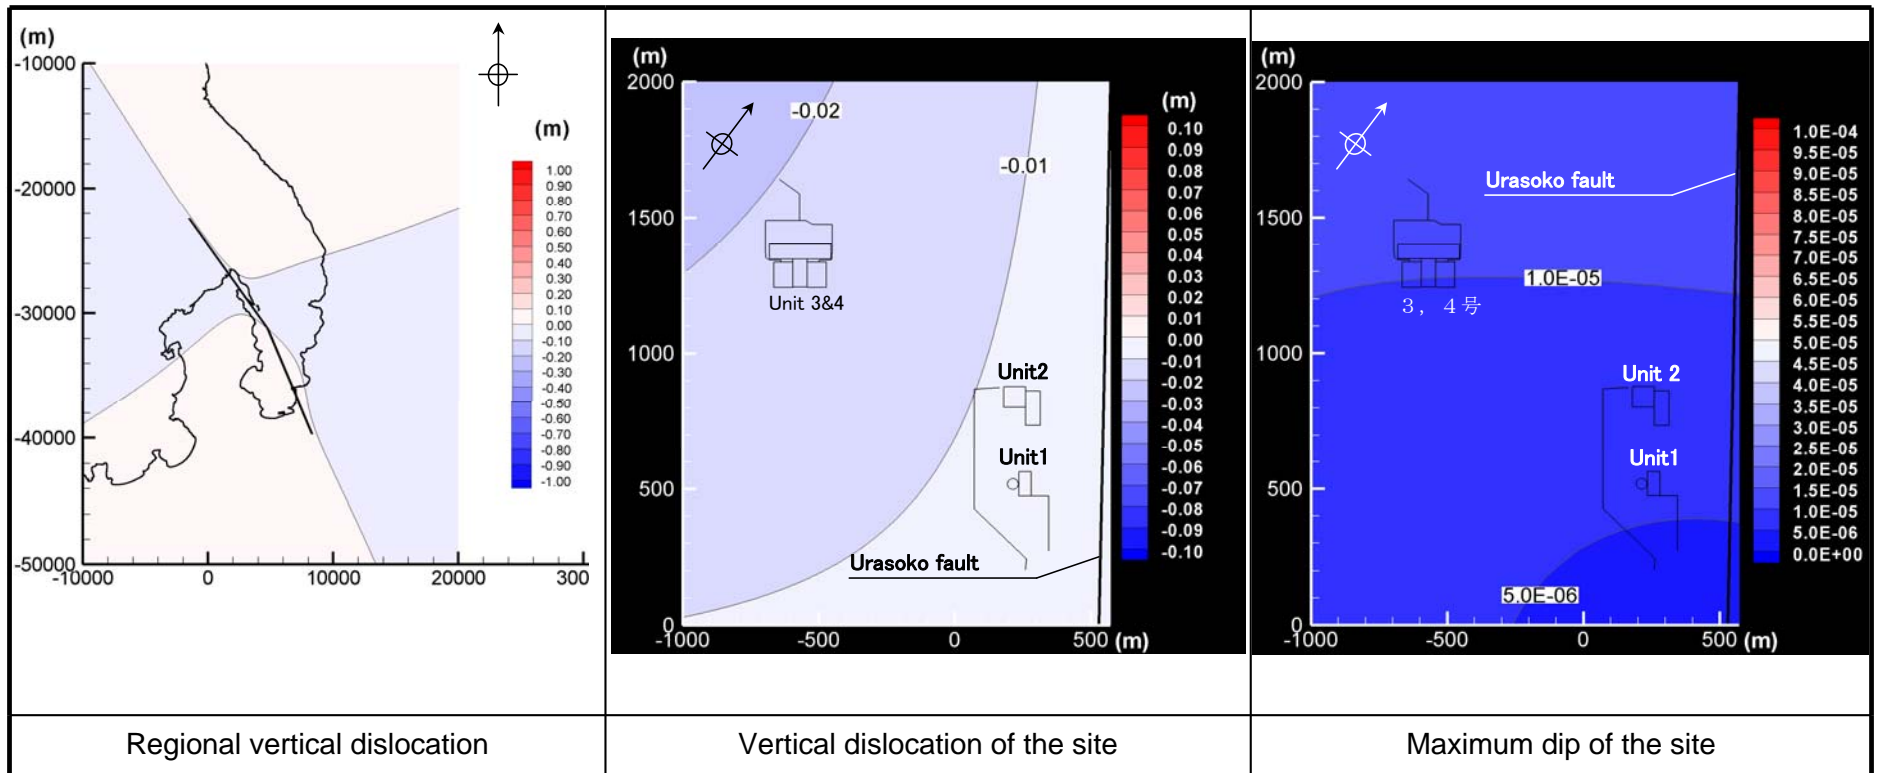 (m)
-10000
-20000
-30000
-40000
-50000
-10000 0 10000 20000 300
(m)
1.00
0.90
0.80
0.70
0.60
0.50
0.40
0.30
0.20
0.10
0.00
-0.10
-0.20
-0.30
-0.40
-0.50
-0.60
-0.70
-0.80
-0.90
-1.00
Regional vertical dislocation
(m)
2000
1500
1000
500
0
-1000 -500 0 500 (m)
-0.02
-0.01
Unit 3&4
Unit2
Unit1
Urasoko fault
(m)
0.10
0.09
0.08
0.07
0.06
0.05
0.04
0.03
0.02
0.01
0.00
-0.01
-0.02
-0.03
-0.04
-0.05
-0.06
-0.07
-0.08
-0.09
-0.10
Vertical dislocation of the site
(m)
2000
1500
1000
500
0
-1000 -500 0 500 (m)
Urasoko fault
1.0E-05
3，4号
Unit 2
Unit1
5.0E-06
1.0E-04
9.5E-05
9.0E-05
8.5E-05
8.0E-05
7.5E-05
7.0E-05
6.5E-05
6.0E-05
5.5E-05
5.0E-05
4.5E-05
4.0E-05
3.5E-05
3.0E-05
2.5E-05
2.0E-05
1.5E-05
1.0E-05
5.0E-06
0.0E+00
Maximum dip of the site